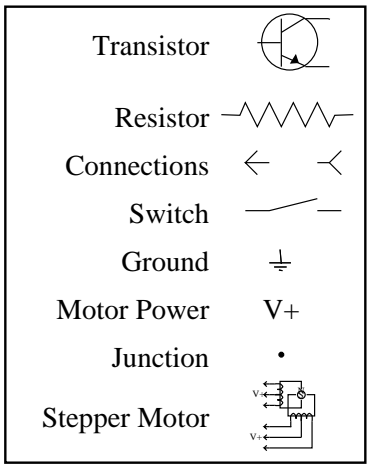 Transistor
Resistor
Connections
Switch
Ground
Motor Power V+
Junction
V+
Stepper Motor
V+